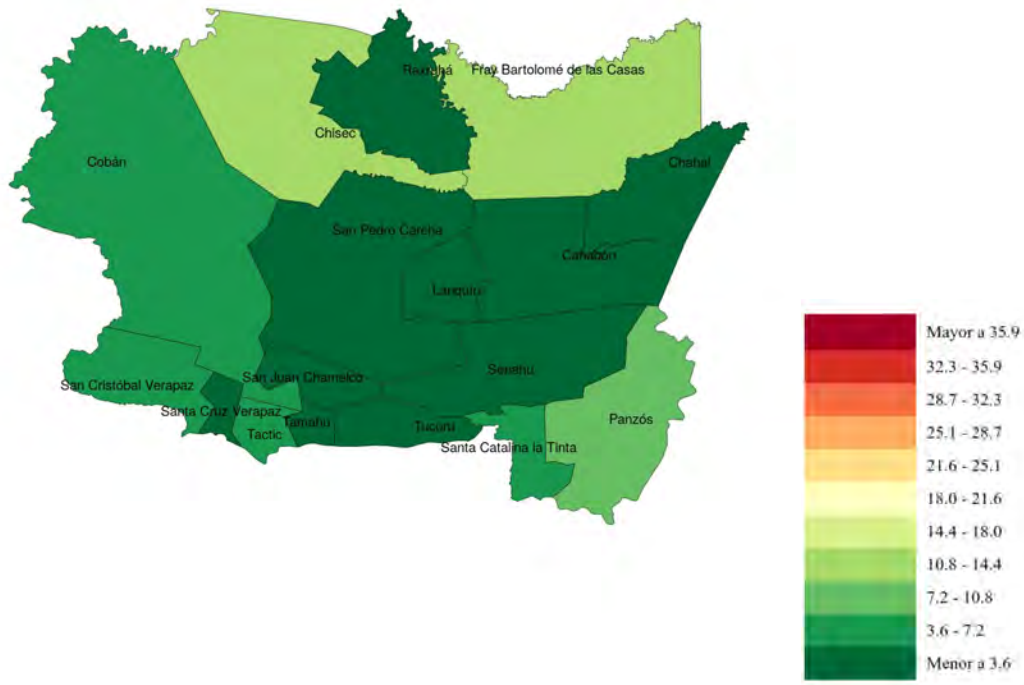 Raxruhá
Fray Bartolomé de las Casas
Chisec
Cobán
Chahal
San Pedro Carchá
Cahabón
Lanquín
Senahú
San Juan Chamelco
San Cristóbal Verapaz
Santa Cruz Verapaz
Tamahú
Tactic
Tucurú
Panzós
Santa Catalina la Tinta
Mayor a 35.9
32.3 - 35.9
28.7 - 32.3
25.1 - 28.7
21.6 - 25.1
18.0 - 21.6
14.4 - 18.0
10.8 - 14.4
7.2 - 10.8
3.6 - 7.2
Menor a 3.6